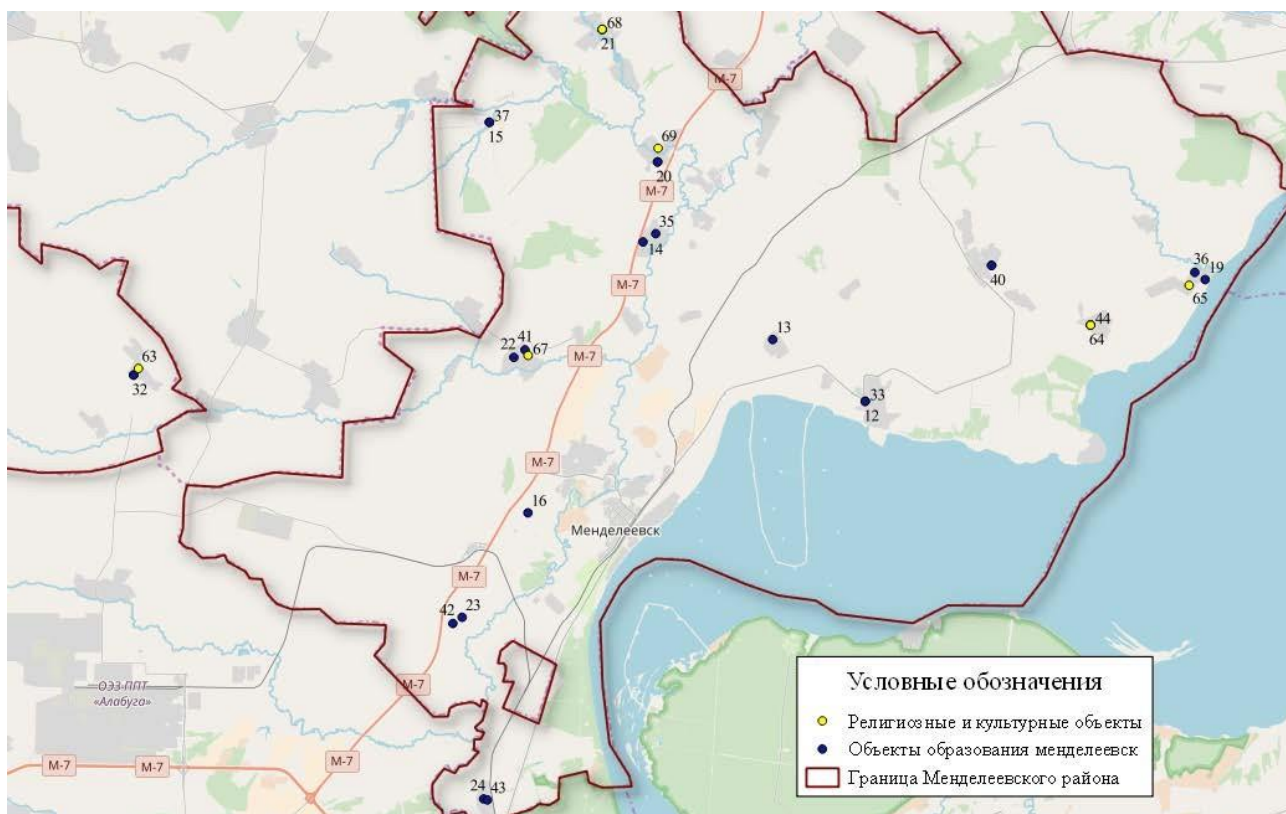 68
21
М-7
37
15
69
20
М-7
35
14
М-7
36
19
65
40
44
64
13
41
22
67
М-7
63
32
33
12
М-7
16
Менделеевск
М-7
42
23
ОЭЗ ППТ
«Алабуга»
М-7
М-7
М-7
М-7
24
43
Условные обозначения
Религиозные и культурные объекты
Объекты образования менделеевск
Граница Менделеевского района